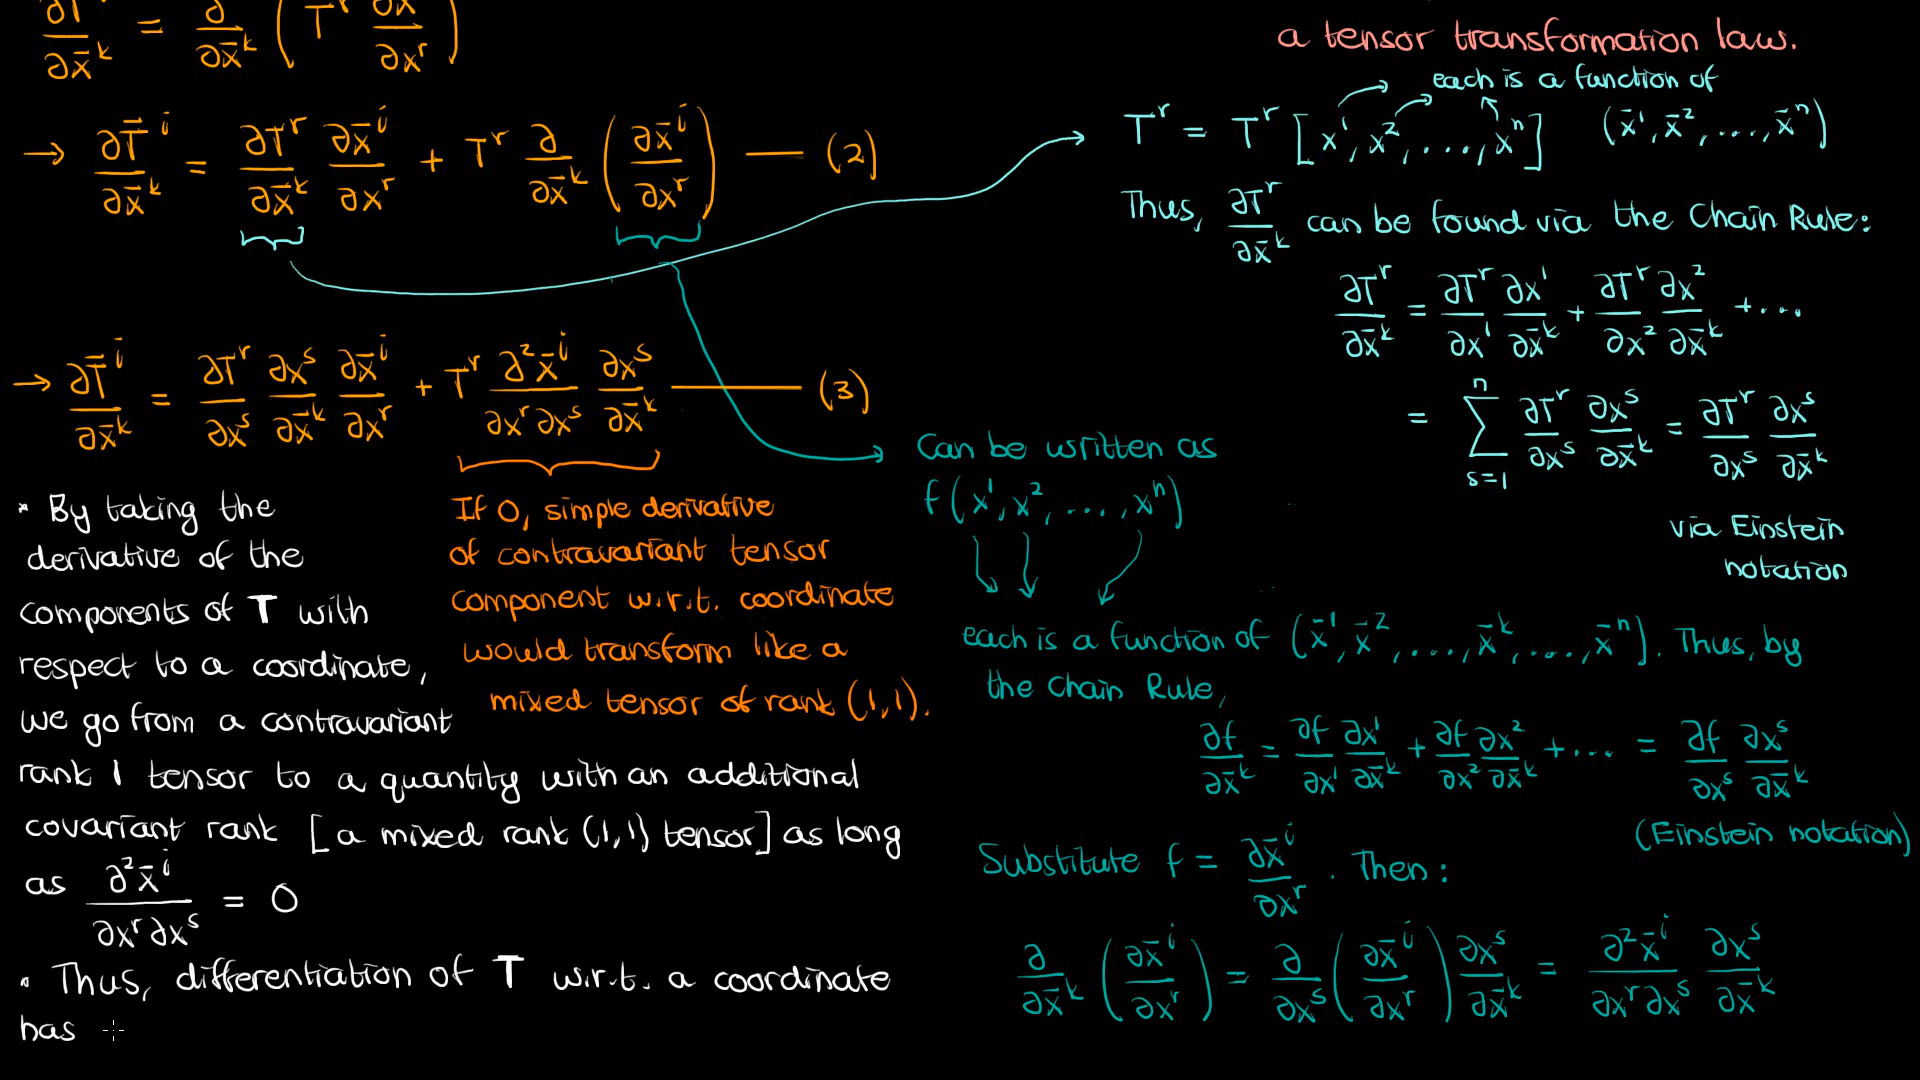 ∂T̄^i/∂x̄^k = ∂/∂x̄^k ( T^r ∂x̄^i/∂x^r )
→ ∂T̄^i/∂x̄^k = ∂T^r/∂x̄^k ∂x̄^i/∂x^r + T^r ∂/∂x̄^k ( ∂x̄^i/∂x^r ) — (2)
→ ∂T̄^i/∂x̄^k = ∂T^r/∂x^s ∂x^s/∂x̄^k ∂x̄^i/∂x^r + T^r ∂²x̄^i/∂x^r∂x^s ∂x^s/∂x̄^k — (3)
• By taking the
derivative of the
components of T with
respect to a coordinate,
we go from a contravariant
rank 1 tensor to a quantity with an additional
covariant rank [a mixed rank (1,1) tensor] as long
as ∂²x̄^i/∂x^r∂x^s = 0
• Thus, differentiation of T w.r.t. a coordinate
has
If 0, simple derivative
of contravariant tensor
component w.r.t. coordinate
would transform like a
mixed tensor of rank (1,1).
a tensor transformation law.
each is a function of
T^r = T^r [x^1, x^2, ..., x^n] (x̄^1, x̄^2, ..., x̄^n)
Thus, ∂T^r/∂x̄^k can be found via the Chain Rule:
∂T^r/∂x̄^k = ∂T^r/∂x^1 ∂x^1/∂x̄^k + ∂T^r/∂x^2 ∂x^2/∂x̄^k + ...
= Σ_{s=1}^{n} ∂T^r/∂x^s ∂x^s/∂x̄^k = ∂T^r/∂x^s ∂x^s/∂x̄^k
via Einstein
notation
Can be written as
f(x^1, x^2, ..., x^n)
each is a function of (x̄^1, x̄^2, ..., x̄^k, ..., x̄^n). Thus, by
the Chain Rule,
∂f/∂x̄^k = ∂f/∂x^1 ∂x^1/∂x̄^k + ∂f/∂x^2 ∂x^2/∂x̄^k + ... = ∂f/∂x^s ∂x^s/∂x̄^k
(Einstein notation)
Substitute f = ∂x̄^i/∂x^r. Then:
∂/∂x̄^k ( ∂x̄^i/∂x^r ) = ∂/∂x^s ( ∂x̄^i/∂x^r ) ∂x^s/∂x̄^k = ∂²x̄^i/∂x^r∂x^s ∂x^s/∂x̄^k